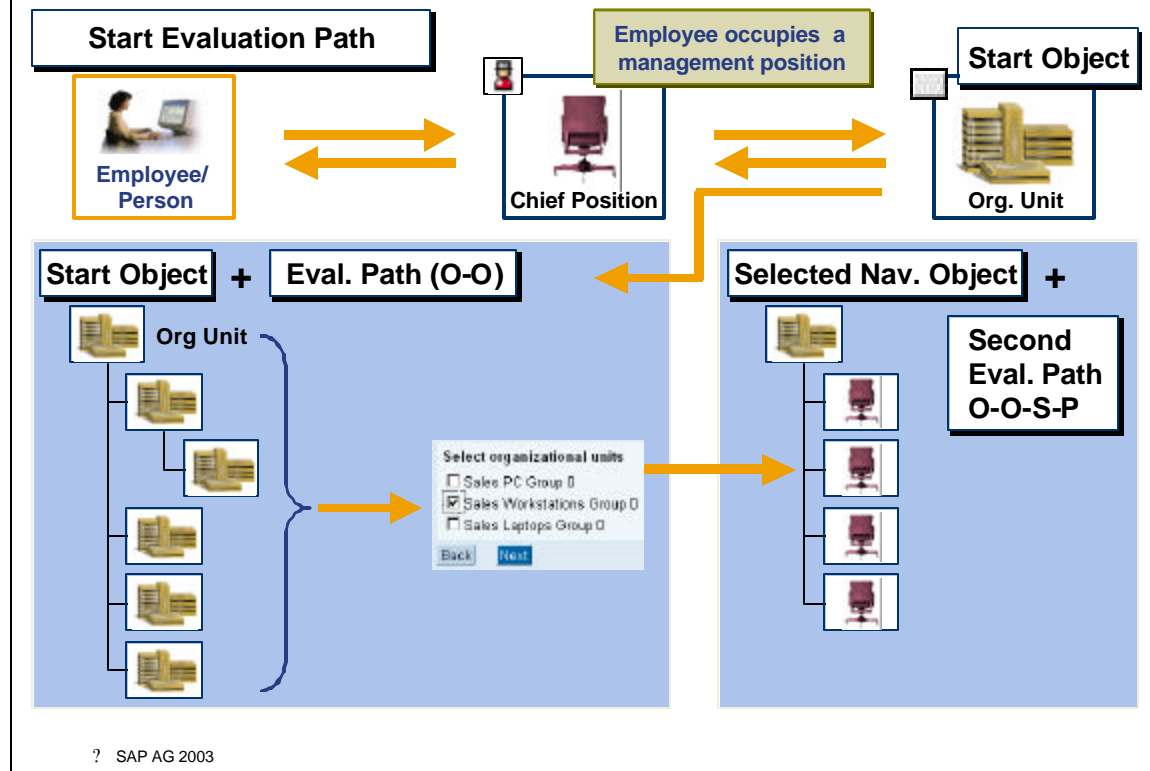 Start Evaluation Path
Employee occupies a
management position
Start Object
Employee/
Person
Chief Position
Org. Unit
Start Object
+
Eval. Path (O-O)
Selected Nav. Object
+
Org Unit
Second
Eval. Path
O-O-S-P
Select organizational units
Sales PC Group 0
Sales Workstations Group 0
Sales Laptops Group 0
Back
Next
? SAP AG 2003